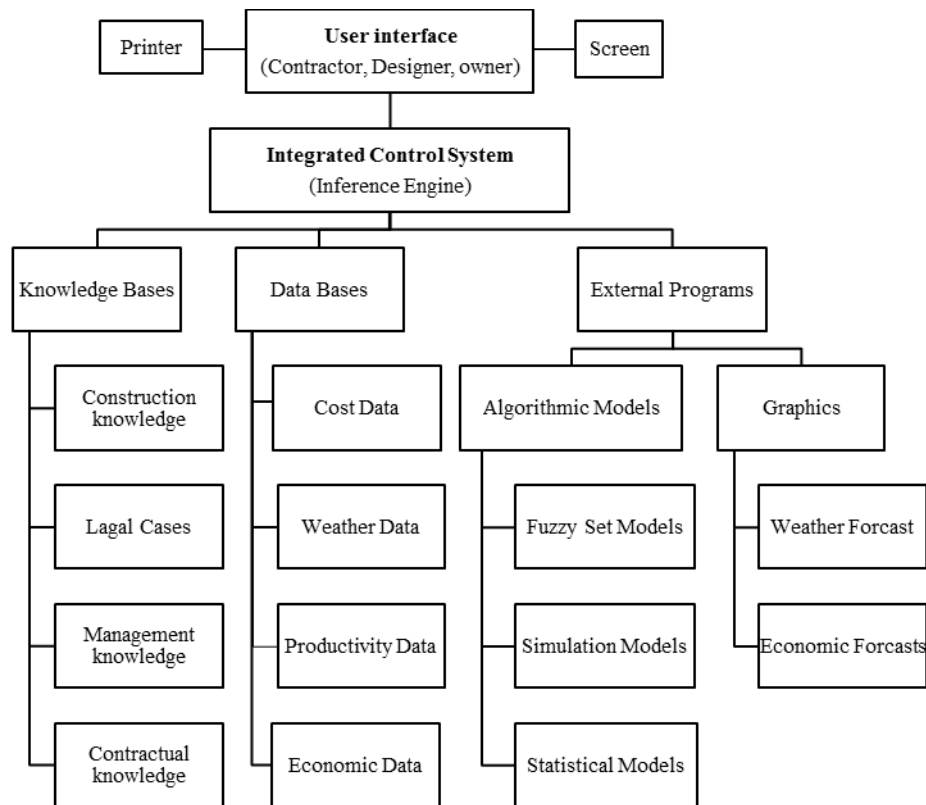 Printer
User interface
(Contractor, Designer, owner)
Screen
Integrated Control System
(Inference Engine)
Knowledge Bases
Data Bases
External Programs
Construction
knowledge
Cost Data
Algorithmic Models
Graphics
Lagal Cases
Weather Data
Fuzzy Set Models
Weather Forcast
Management
knowledge
Productivity Data
Simulation Models
Economic Forcasts
Contractual
knowledge
Economic Data
Statistical Models